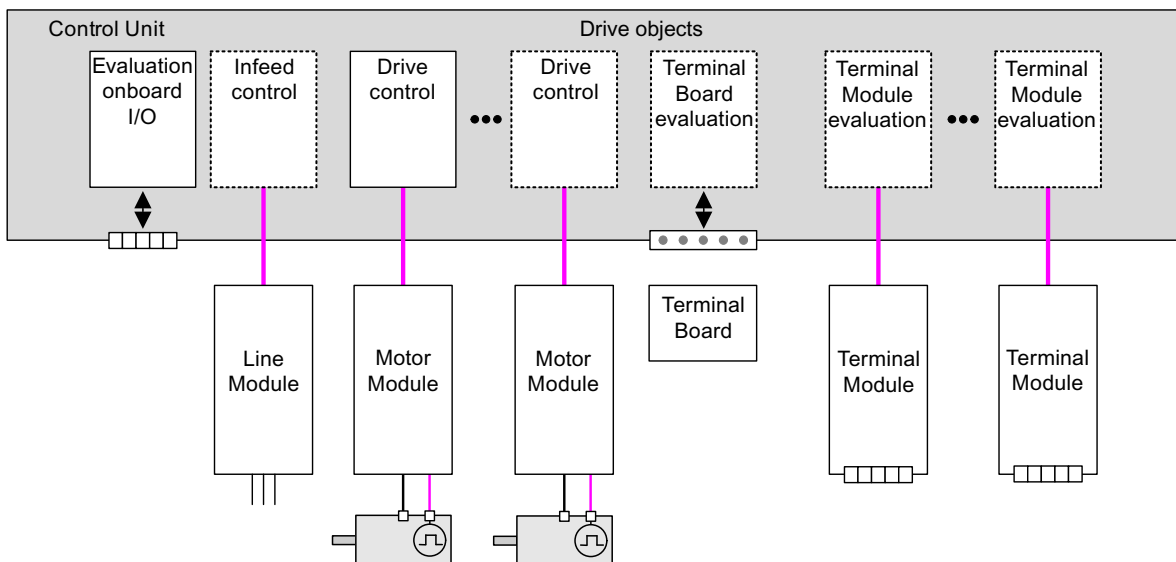 Control Unit
Drive objects
Evaluation
onboard
I/O
Infeed
control
Drive
control
Drive
control
Terminal
Board
evaluation
Terminal
Module
evaluation
Terminal
Module
evaluation
Line
Module
Motor
Module
Motor
Module
Terminal
Board
Terminal
Module
Terminal
Module